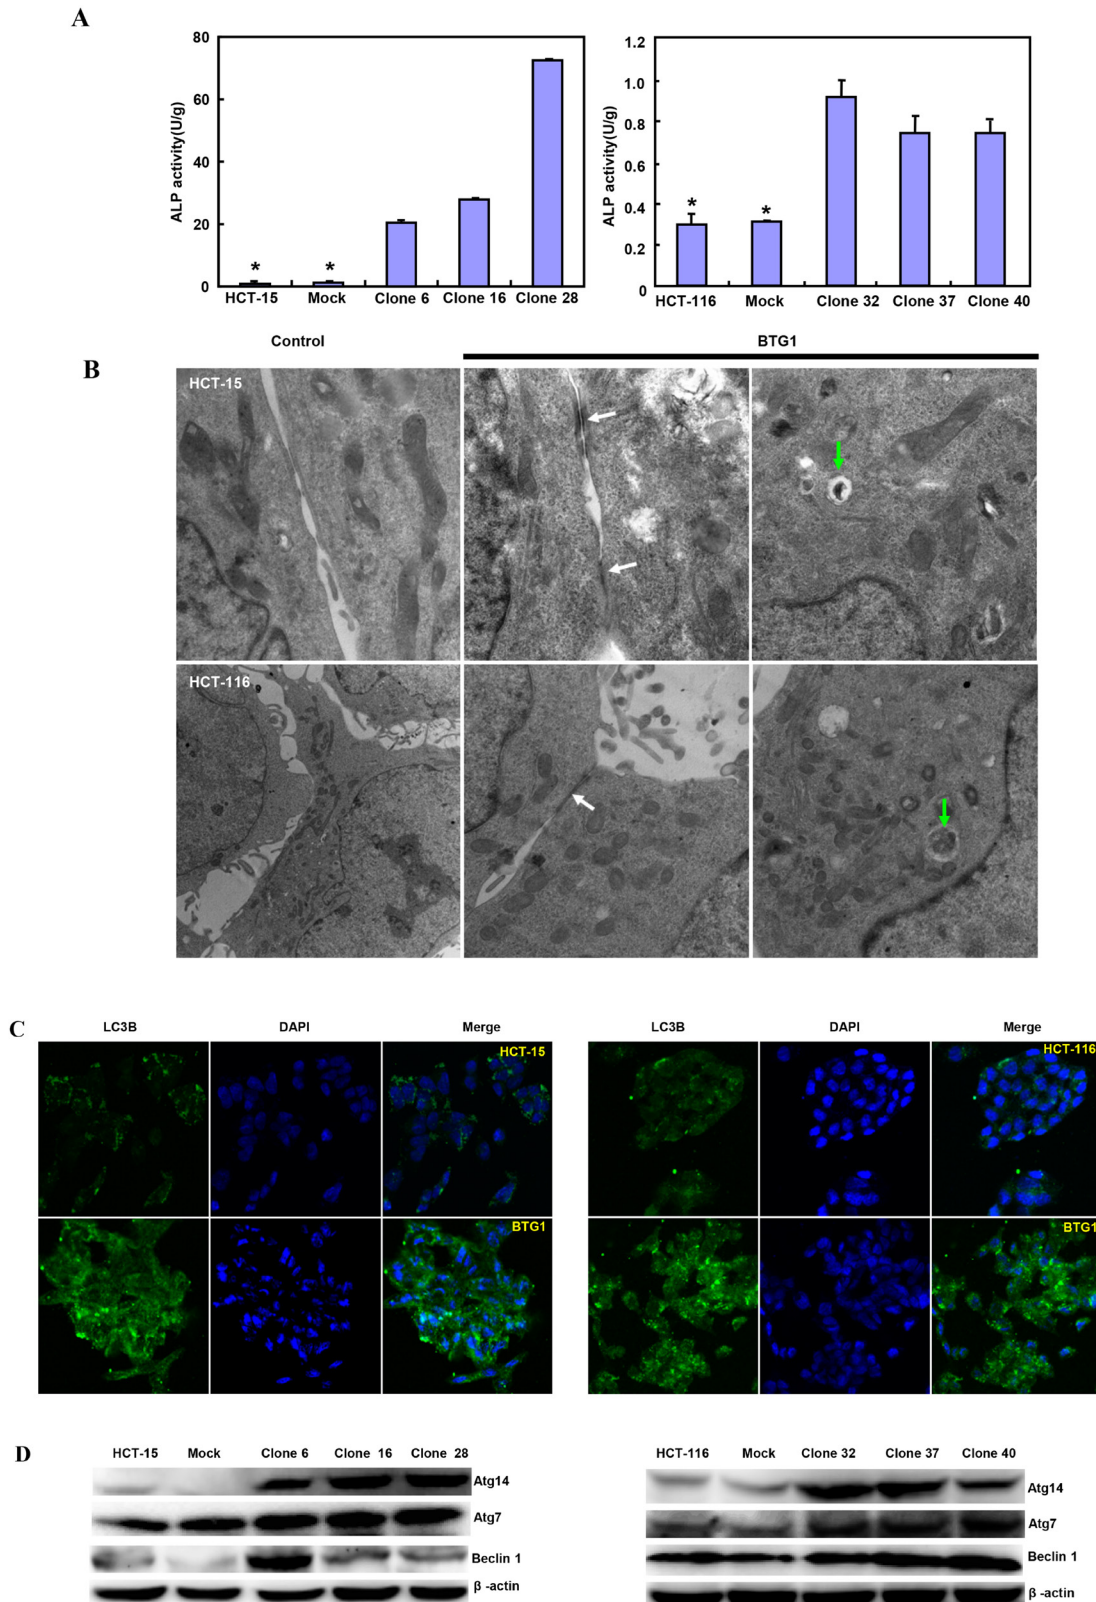 A
80
60
40
20
0
ALP activity(U/g)
* *
HCT-15 Mock Clone 6 Clone 16 Clone 28
1.2
1.0
0.8
0.6
0.4
0.2
0
ALP activity(U/g)
* *
HCT-116 Mock Clone 32 Clone 37 Clone 40
Control BTG1
B
HCT-15
HCT-116
C
LC3B DAPI Merge LC3B DAPI Merge
HCT-15 HCT-116
BTG1 BTG1
D
HCT-15 Mock Clone 6 Clone 16 Clone 28
Atg14
Atg7
Beclin 1
β -actin
HCT-116 Mock Clone 32 Clone 37 Clone 40
Atg14
Atg7
Beclin 1
β -actin